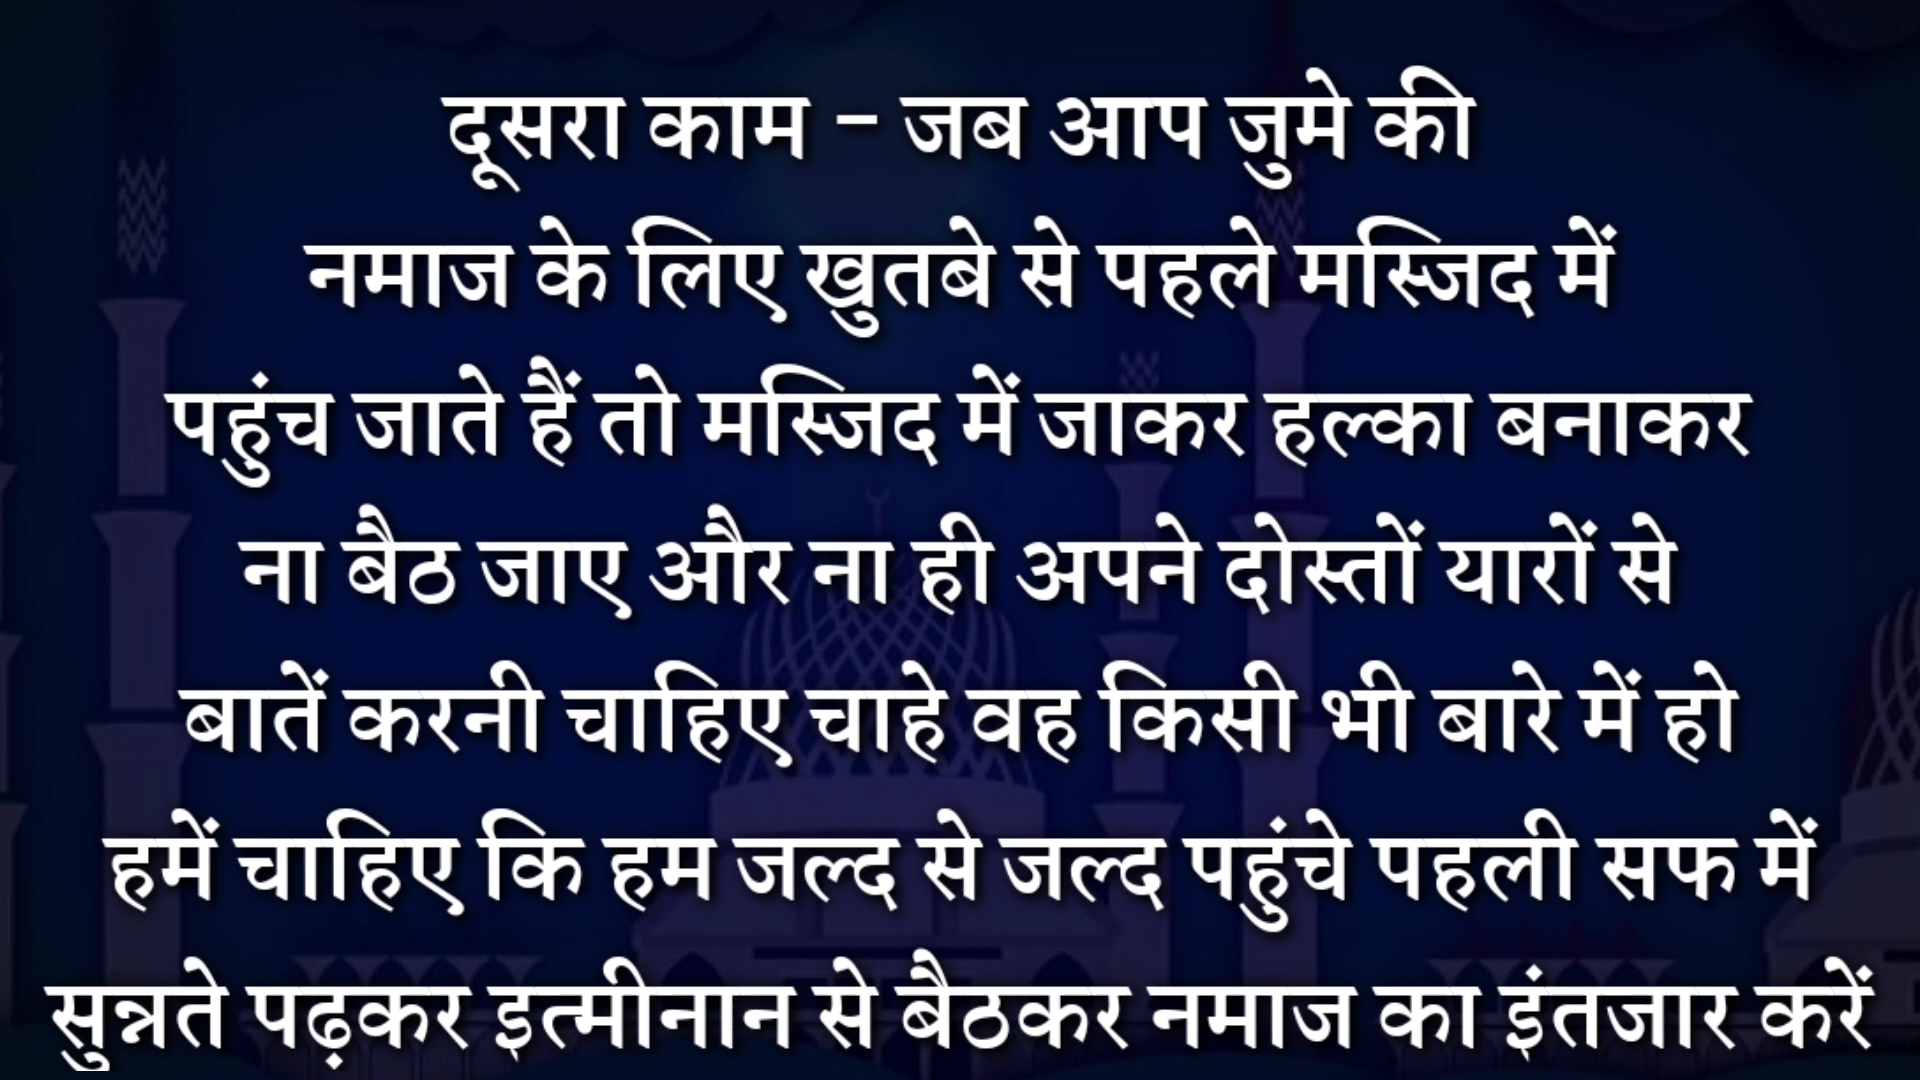 दूसरा काम - जब आप जुमे की
नमाज के लिए खुतबे से पहले मस्जिद में
पहुंच जाते हैं तो मस्जिद में जाकर हल्का बनाकर
ना बैठ जाए और ना ही अपने दोस्तों यारों से
बातें करनी चाहिए चाहे वह किसी भी बारे में हो
हमें चाहिए कि हम जल्द से जल्द पहुंचे पहली सफ में
सुन्नते पढ़कर इत्मीनान से बैठकर नमाज का इंतजार करें